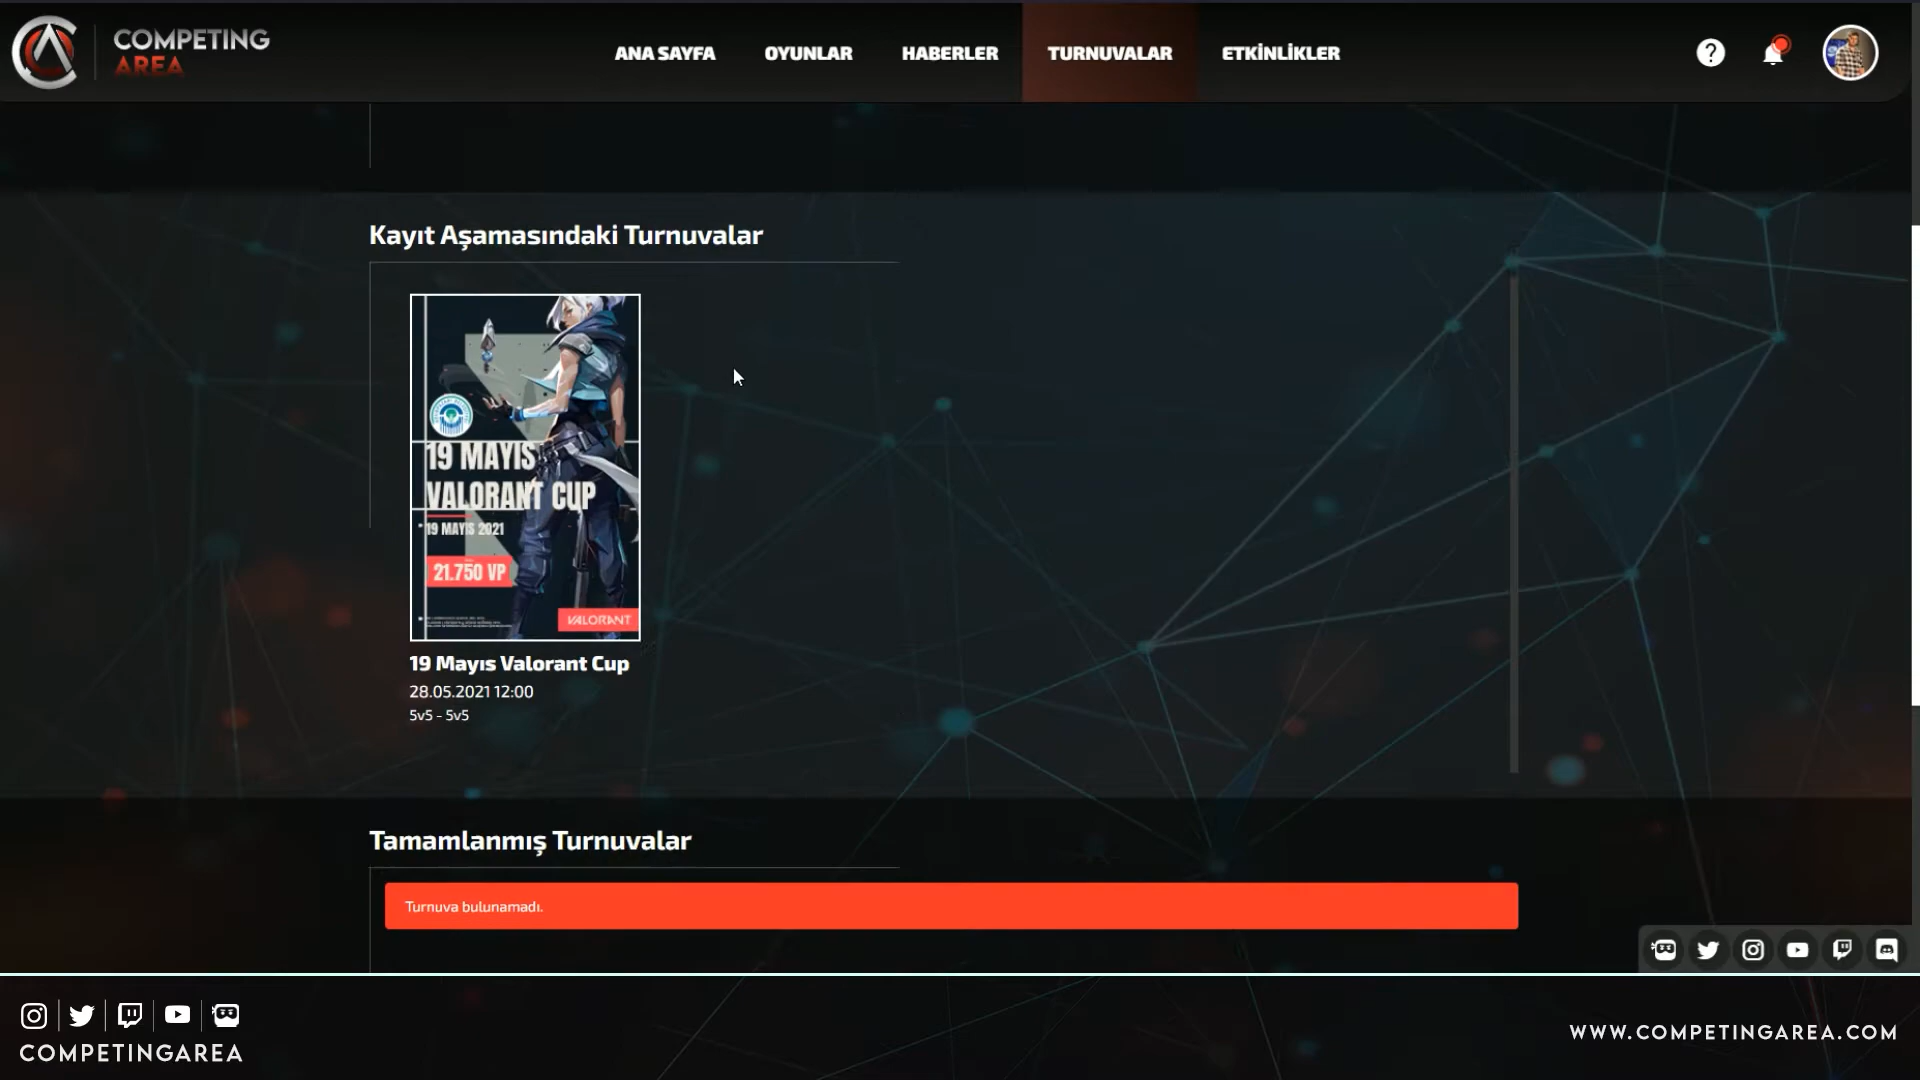 COMPETING
AREA
ANA SAYFA
OYUNLAR
HABERLER
TURNUVALAR
ETKİNLİKLER
Kayıt Aşamasındaki Turnuvalar
19 MAYIS
VALORANT CUP
19 MAYIS 2021
21.750 VP
VALORANT
19 Mayıs Valorant Cup
28.05.2021 12:00
5v5 - 5v5
Tamamlanmış Turnuvalar
Turnuva bulunamadı.
COMPETINGAREA
WWW.COMPETINGAREA.COM